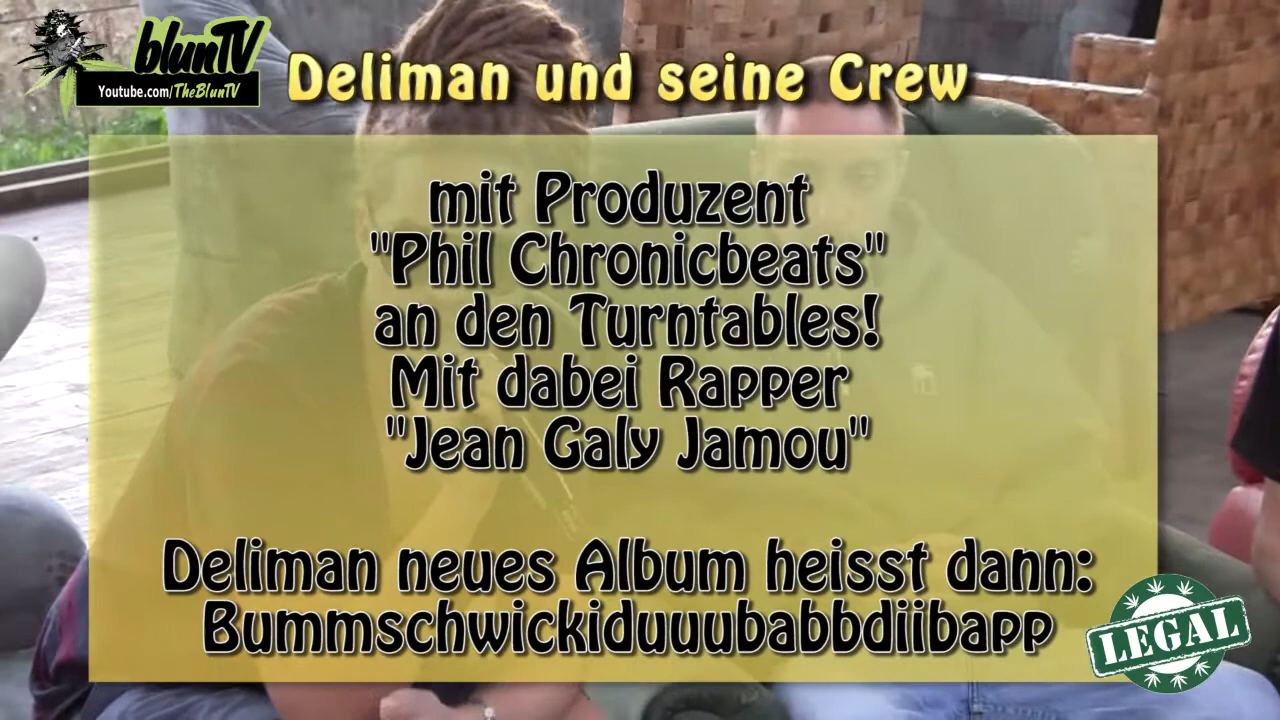 blunTV
Youtube.com/TheBlunTV
Deliman und seine Crew
mit Produzent
"Phil Chronicbeats"
an den Turntables!
Mit dabei Rapper
"Jean Galy Jamou"
Deliman neues Album heisst dann:
Bummschwickiduuubabbdiibapp
LEGAL